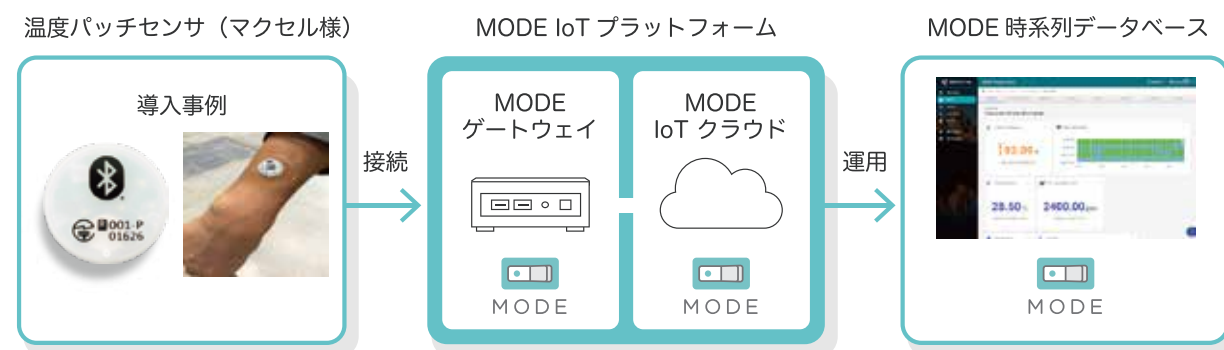 温度パッチセンサ（マクセル様）
MODE IoT プラットフォーム
MODE 時系列データベース
導入事例
001-P
01626
接続
MODE
ゲートウェイ
MODE
MODE
IoT クラウド
MODE
運用
28.50
2400.00
MODE